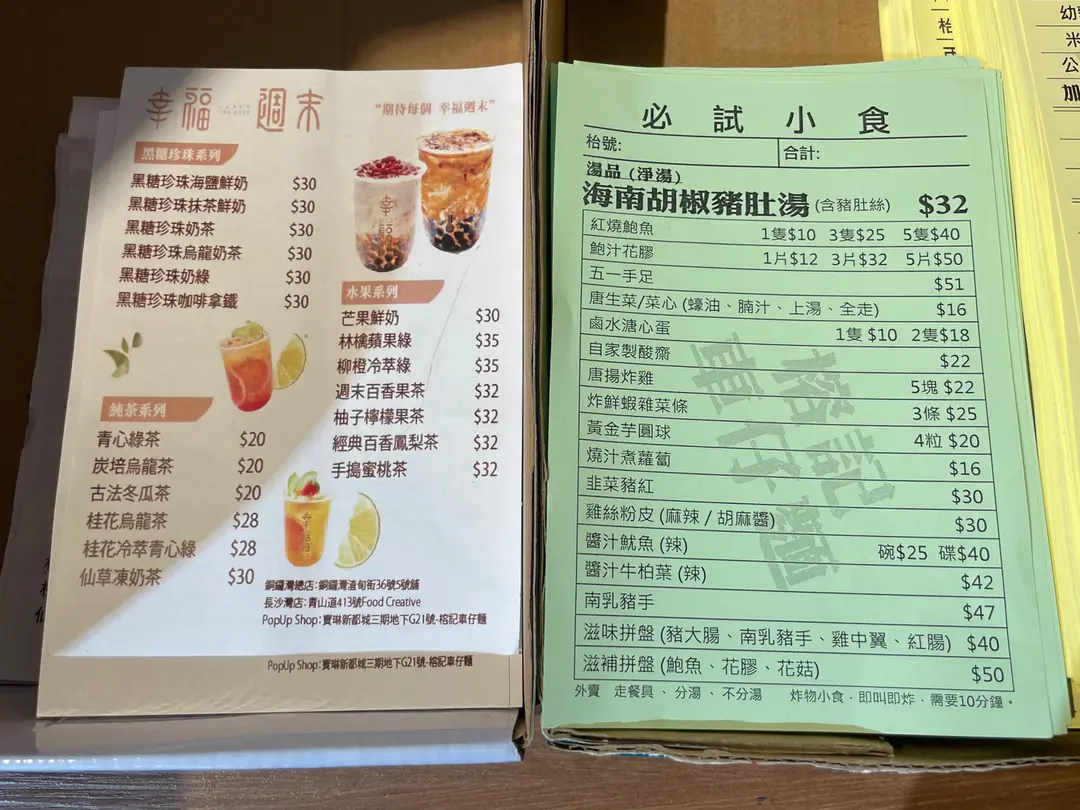 幸福週末
“期待每個 幸福週末”
黑糖珍珠系列
黑糖珍珠海鹽鮮奶 $30
黑糖珍珠抹茶鮮奶 $30
黑糖珍珠奶茶 $30
黑糖珍珠烏龍奶茶 $30
黑糖珍珠奶綠 $30
黑糖珍珠咖啡拿鐵 $30
水果系列
芒果鮮奶 $30
林檎蘋果綠 $35
柳橙冷萃綠 $35
週末百香果茶 $32
柚子檸檬果茶 $32
經典百香鳳梨茶 $32
手搗蜜桃茶 $32
純茶系列
青心綠茶 $20
炭培烏龍茶 $20
古法冬瓜茶 $20
桂花烏龍茶 $28
桂花冷萃青心綠 $28
仙草凍奶茶 $30
銅鑼灣總店：銅鑼灣渣甸街36號5號舖
長沙灣店：青山道413號Food Creative
PopUp Shop：寶琳新都城三期地下G21號-榕記車仔麵
PopUp Shop：寶琳新都城三期地下G21號-榕記車仔麵
必試小食
枱號: 合計:
湯品 (淨湯)
海南胡椒豬肚湯 (含豬肚絲) $32
紅燒鮑魚 1隻$10 3隻$25 5隻$40
鮑汁花膠 1片$12 3片$32 5片$50
五一手足 $51
唐生菜/菜心 (蠔油、腩汁、上湯、全走) $16
鹵水溏心蛋 1隻 $10 2隻$18
自家製酸齋 $22
唐揚炸雞 5塊 $22
炸鮮蝦雜菜條 3條 $25
黃金芋圓球 4粒 $20
燒汁煮蘿蔔 $16
韭菜豬紅 $30
雞絲粉皮 (麻辣 / 胡麻醬) $30
醬汁魷魚 (辣) 碗$25 碟$40
醬汁牛柏葉 (辣) $42
南乳豬手 $47
滋味拼盤 (豬大腸、南乳豬手、雞中翼、紅腸) $40
滋補拼盤 (鮑魚、花膠、花菇) $50
外賣 走餐具、分湯、不分湯 炸物小食，即叫即炸，需要10分鐘。
榕記
車仔麵
幼
米
公
加
枱